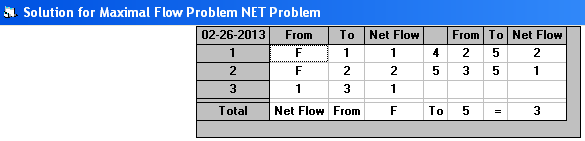 Solution for Maximal Flow Problem NET Problem
02-26-2013 From To Net Flow From To Net Flow
1 F 1 1 4 2 5 2
2 F 2 2 5 3 5 1
3 1 3 1
Total Net Flow From F To 5 = 3